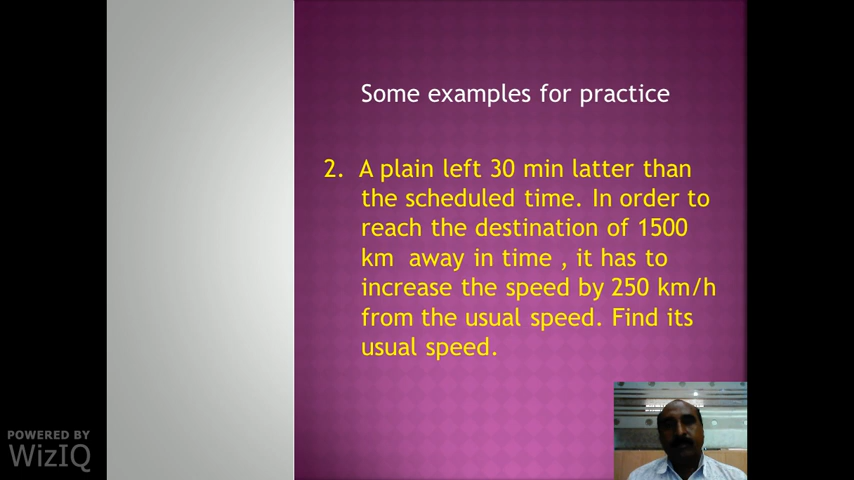 Some examples for practice
2. A plain left 30 min latter than
the scheduled time. In order to
reach the destination of 1500
km away in time , it has to
increase the speed by 250 km/h
from the usual speed. Find its
usual speed.
POWERED BY
WizIQ